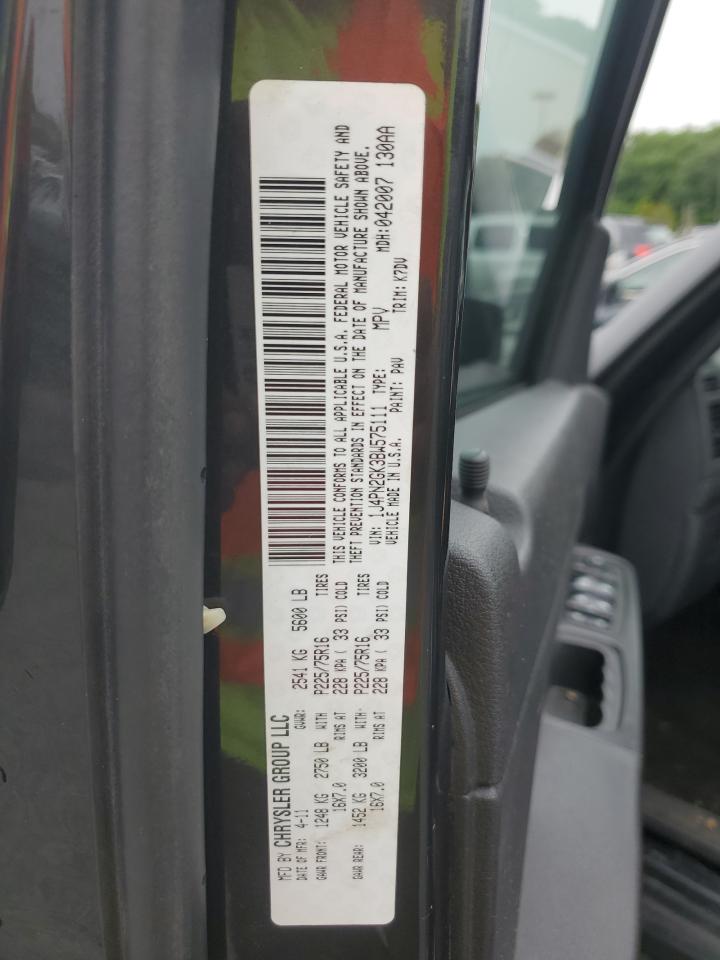 MFD BY CHRYSLER GROUP LLC
DATE OF MFR: 4-11 GVWR: 2541 KG 5600 LB
GAWR FRONT: 1248 KG 2750 LB WITH P225/75R16 TIRES
16X7.0 RIMS AT 228 KPA ( 33 PSI) COLD
GAWR REAR: 1452 KG 3200 LB WITH P225/75R16 TIRES
16X7.0 RIMS AT 228 KPA ( 33 PSI) COLD
THIS VEHICLE CONFORMS TO ALL APPLICABLE U.S.A. FEDERAL MOTOR VEHICLE SAFETY AND
THEFT PREVENTION STANDARDS IN EFFECT ON THE DATE OF MANUFACTURE SHOWN ABOVE.
VIN: 1J4PN2GK3BW575111 TYPE: MPV MDH:042007 130AA
VEHICLE MADE IN U.S.A. PAINT: PAV TRIM: K7DV